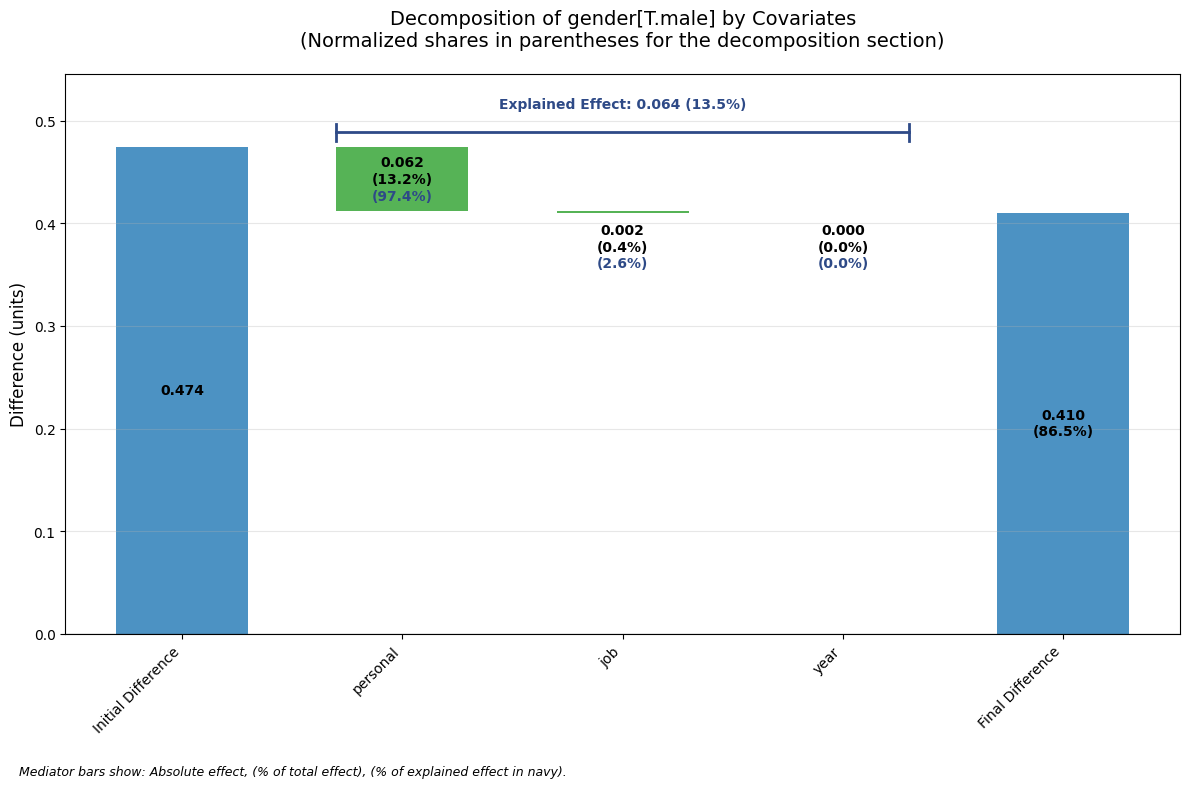 Decomposition of gender[T.male] by Covariates
(Normalized shares in parentheses for the decomposition section)
Explained Effect: 0.064 (13.5%)
Difference (units)
0.5
0.4
0.3
0.2
0.1
0.0
0.474
0.062
(13.2%)
(97.4%)
0.002
(0.4%)
(2.6%)
0.000
(0.0%)
(0.0%)
0.410
(86.5%)
Initial Difference
personal
job
year
Final Difference
Mediator bars show: Absolute effect, (% of total effect), (% of explained effect in navy).